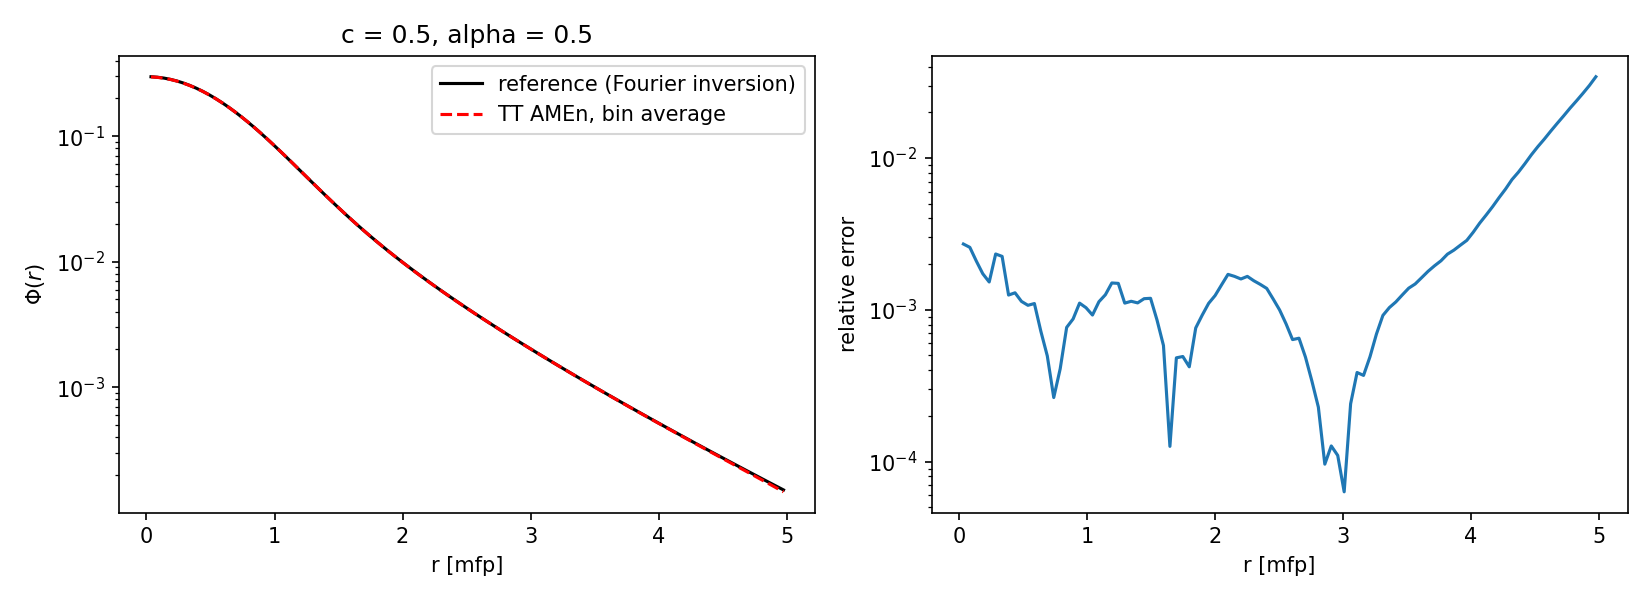 c = 0.5, alpha = 0.5
Φ(r)
10⁻¹
10⁻²
10⁻³
reference (Fourier inversion)
TT AMEn, bin average
0 1 2 3 4 5
r [mfp]
relative error
10⁻²
10⁻³
10⁻⁴
0 1 2 3 4 5
r [mfp]